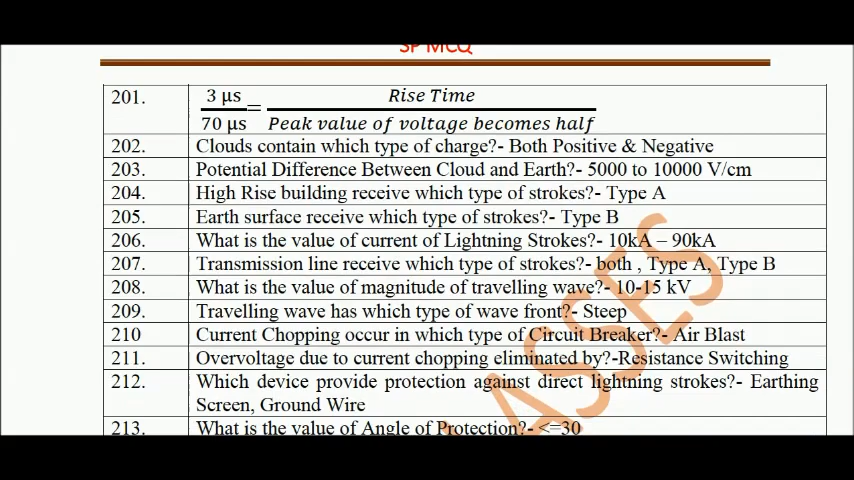 SP MCQ
201. 3 μs / 70 μs = Rise Time / Peak value of voltage becomes half
202. Clouds contain which type of charge?- Both Positive & Negative
203. Potential Difference Between Cloud and Earth?- 5000 to 10000 V/cm
204. High Rise building receive which type of strokes?- Type A
205. Earth surface receive which type of strokes?- Type B
206. What is the value of current of Lightning Strokes?- 10kA – 90kA
207. Transmission line receive which type of strokes?- both , Type A, Type B
208. What is the value of magnitude of travelling wave?- 10-15 kV
209. Travelling wave has which type of wave front?- Steep
210 Current Chopping occur in which type of Circuit Breaker?- Air Blast
211. Overvoltage due to current chopping eliminated by?-Resistance Switching
212. Which device provide protection against direct lightning strokes?- Earthing
Screen, Ground Wire
213. What is the value of Angle of Protection?- <=30
ASSES